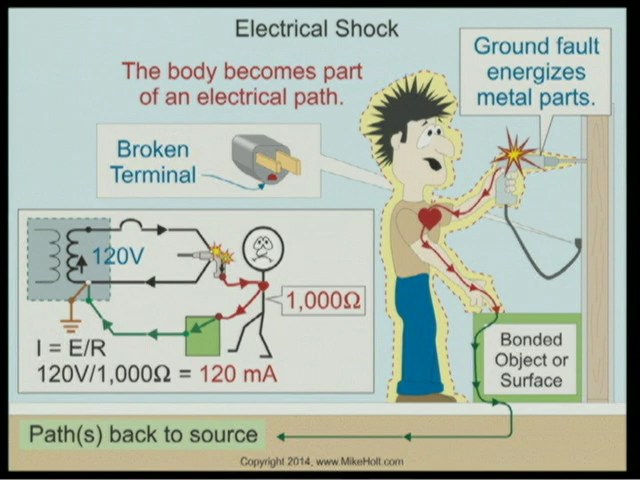 Electrical Shock
The body becomes part
of an electrical path.
Ground fault
energizes
metal parts.
Broken
Terminal
120V
1,000Ω
I = E/R
120V/1,000Ω = 120 mA
Bonded
Object or
Surface
Path(s) back to source
Copyright 2014, www.MikeHolt.com